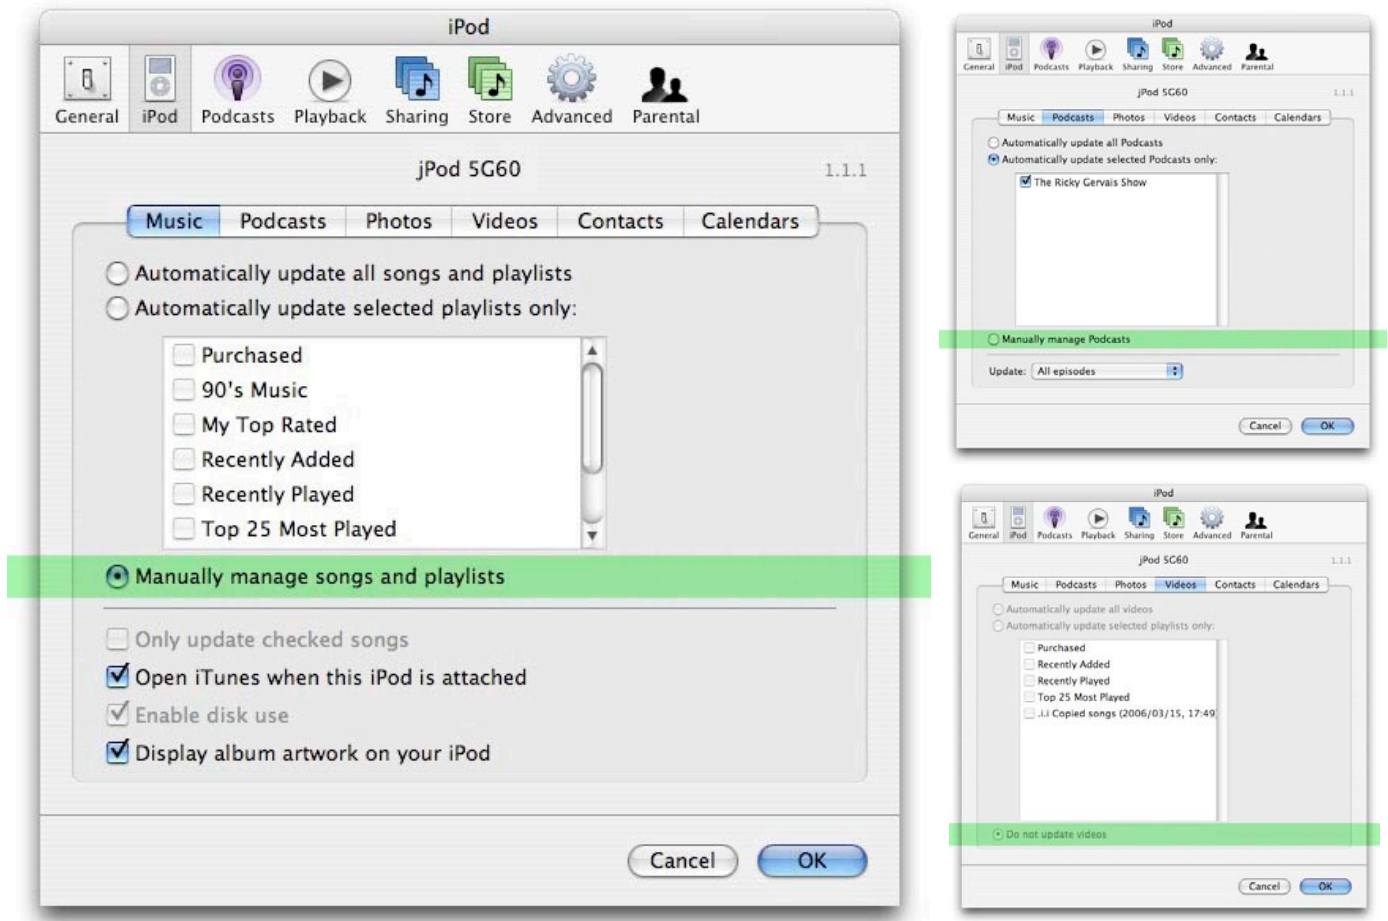 iPod
General iPod Podcasts Playback Sharing Store Advanced Parental
jPod 5G60 1.1.1
Music Podcasts Photos Videos Contacts Calendars
Automatically update all songs and playlists
Automatically update selected playlists only:
Purchased
90's Music
My Top Rated
Recently Added
Recently Played
Top 25 Most Played
Manually manage songs and playlists
Only update checked songs
Open iTunes when this iPod is attached
Enable disk use
Display album artwork on your iPod
Cancel OK
iPod
General iPod Podcasts Playback Sharing Store Advanced Parental
jPod 5G60 1.1.1
Music Podcasts Photos Videos Contacts Calendars
Automatically update all Podcasts
Automatically update selected Podcasts only:
The Ricky Gervais Show
Manually manage Podcasts
Update: All episodes
Cancel OK
iPod
General iPod Podcasts Playback Sharing Store Advanced Parental
jPod 5G60 1.1.1
Music Podcasts Photos Videos Contacts Calendars
Automatically update all videos
Automatically update selected playlists only:
Purchased
Recently Added
Recently Played
Top 25 Most Played
.i.i Copied songs (2006/03/15, 17:49
Do not update videos
Cancel OK